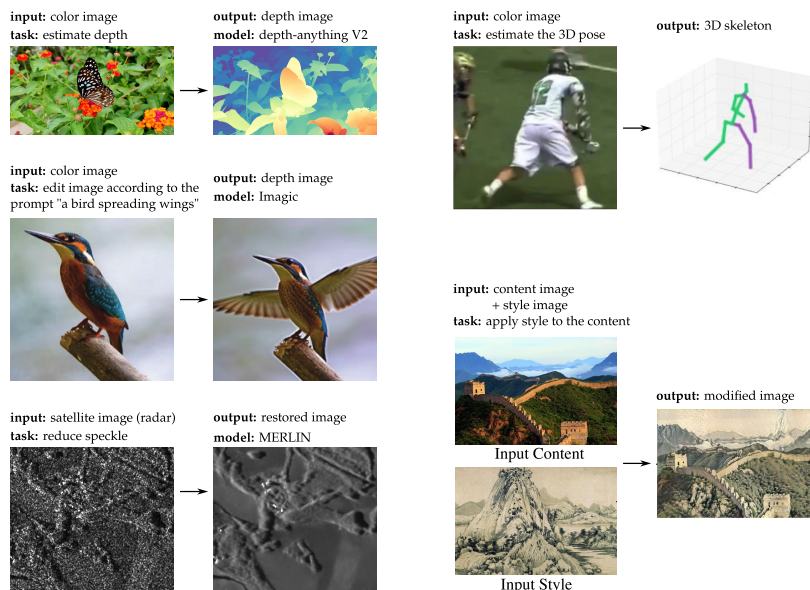 input: color image
task: estimate depth
output: depth image
model: depth-anything V2
input: color image
task: edit image according to the
prompt "a bird spreading wings"
output: depth image
model: Imagic
input: satellite image (radar)
task: reduce speckle
output: restored image
model: MERLIN
input: color image
task: estimate the 3D pose
12
output: 3D skeleton
input: content image
+ style image
task: apply style to the content
Input Content
Input Style
output: modified image